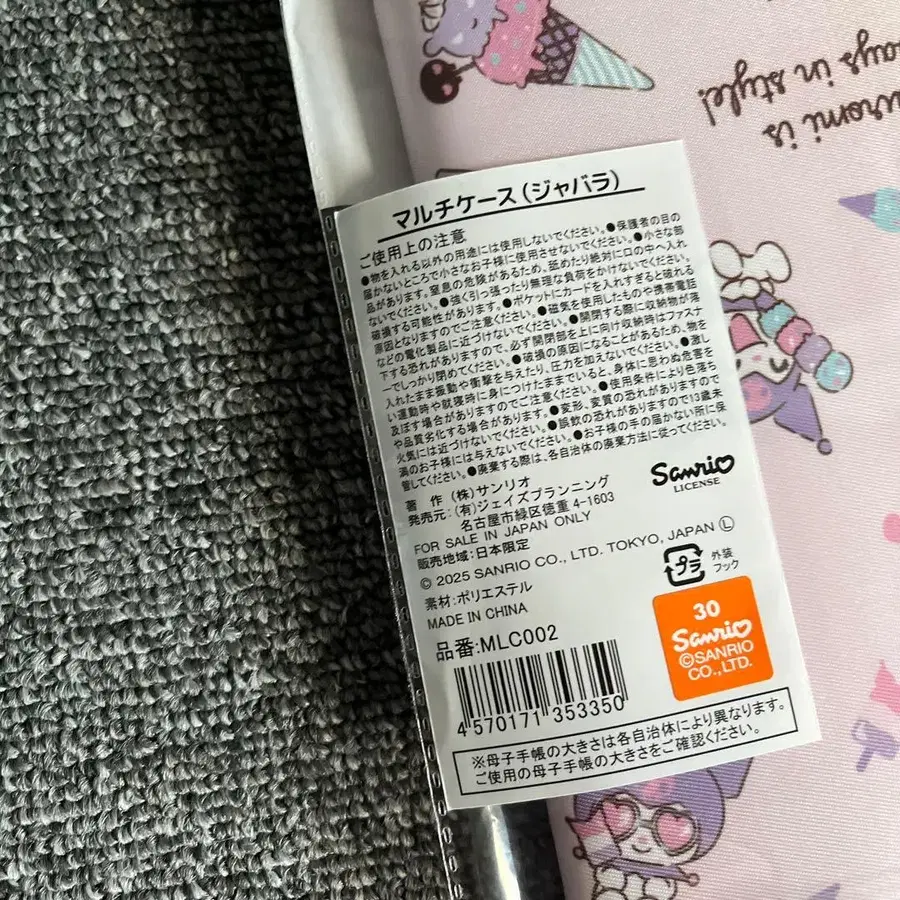 uromi is
ays in style!
マルチケース(ジャバラ)
ご使用上の注意
●物を入れる以外の用途には使用しないでください。●保護者の目の
届かないところで小さなお子様に使用させないでください。●小さな部
品があります。窒息の危険があるため、舐めたり絶対に口の中へ入れ
ないでください。●強く引っ張ったり無理な負荷をかけないでください。
破損する可能性があります。●ポケットにカードを入れすぎると破れる
原因となりますのでご注意ください。●磁気を使用したものや携帯電話
などの電化製品に近づけないでください。●開閉する際に収納物が落
下する恐れがありますので、必ず開閉部を上に向け収納時はファスナ
ーでしっかり閉めてください。●破損の原因になることがあるため、物を
入れたまま振動や衝撃を与えたり、圧力を加えないでください。●激し
い運動時や就寝時に身につけたままでいると、身体に思わぬ危害を
及ぼす場合がありますのでご注意ください。●使用条件により色落ち
や品質劣化する場合があります。●変形、変質の恐れがありますので
火気には近づけないでください。●誤飲の恐れがありますので13歳未
満のお子様には与えないでください。●お子様の手の届かない所に保
管してください。●廃棄する際は、各自治体の廃棄方法に従ってください。
著 作 (株)サンリオ
発売元:(有)ジェイズプランニング
名古屋市緑区徳重 4-1603
FOR SALE IN JAPAN ONLY
販売地域:日本限定
© 2025 SANRIO CO., LTD. TOKYO, JAPAN Ⓛ
素材:ポリエステル
MADE IN CHINA
品番:MLC002
Sanrio
LICENSE
プラ
外装
フック
30
Sanrio
©SANRIO
CO.,LTD.
4 570171 353350
※母子手帳の大きさは各自治体により異なります。
ご使用の母子手帳の大きさをご確認ください。